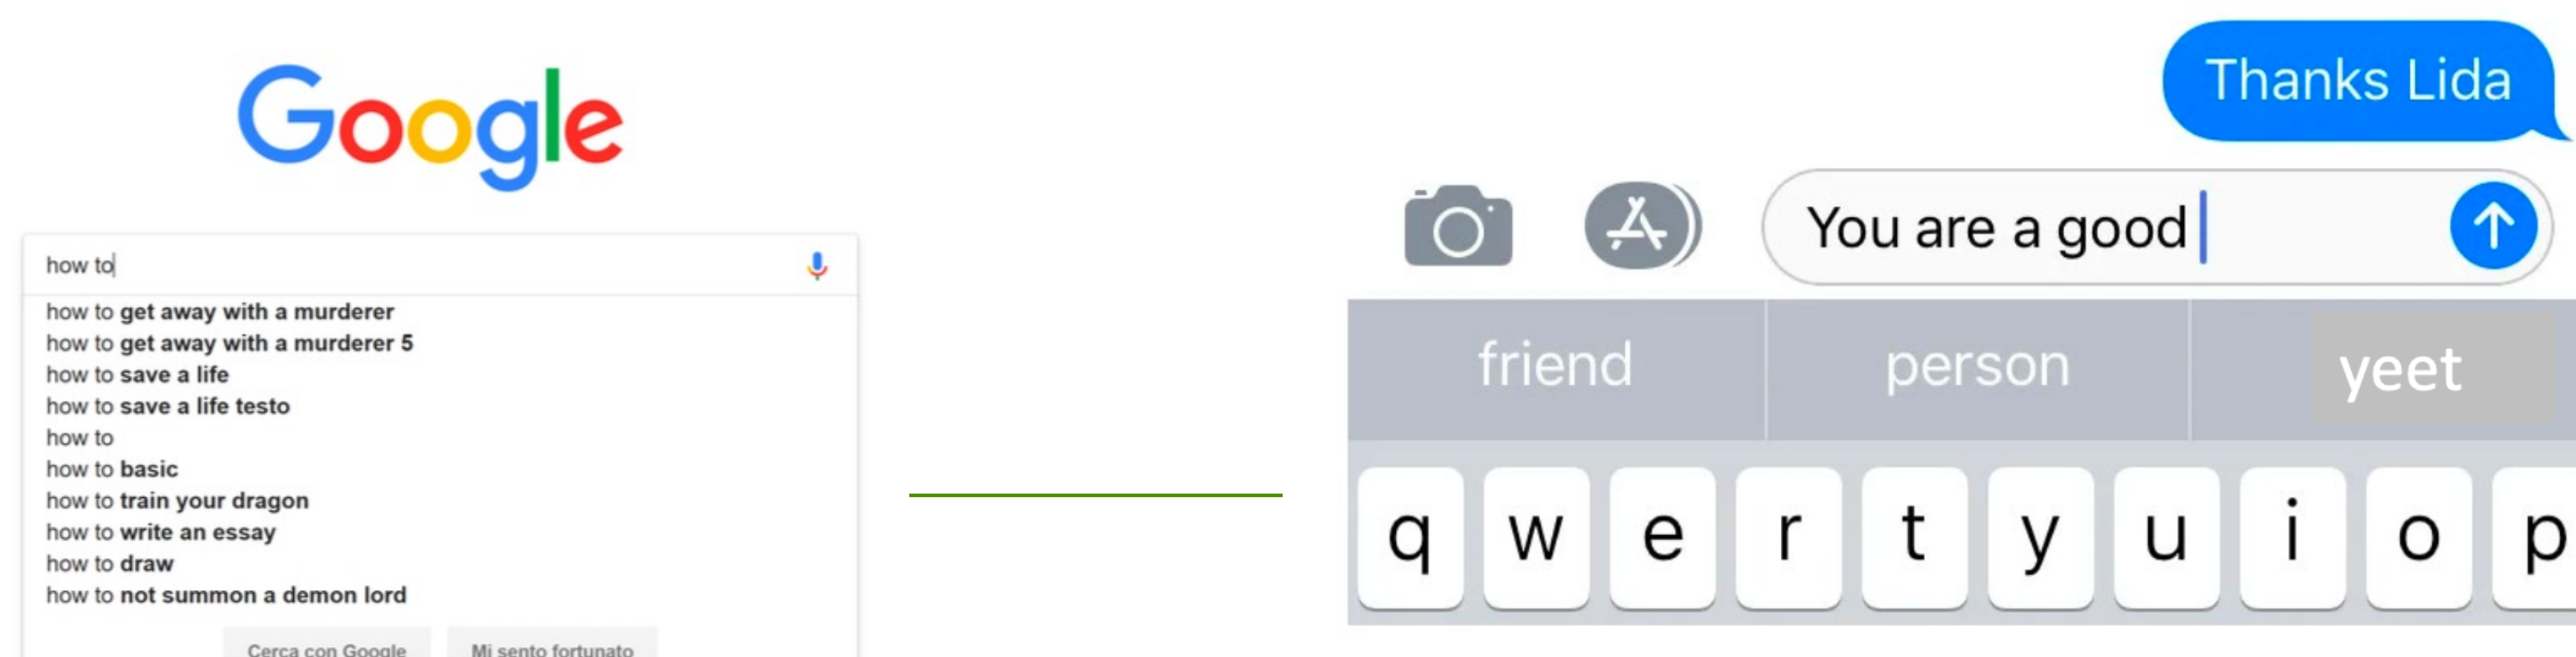 Google
how to
how to get away with a murderer
how to get away with a murderer 5
how to save a life
how to save a life testo
how to
how to basic
how to train your dragon
how to write an essay
how to draw
how to not summon a demon lord
Cerca con Google Mi sento fortunato
Thanks Lida
You are a good
friend person yeet
q w e r t y u i o p